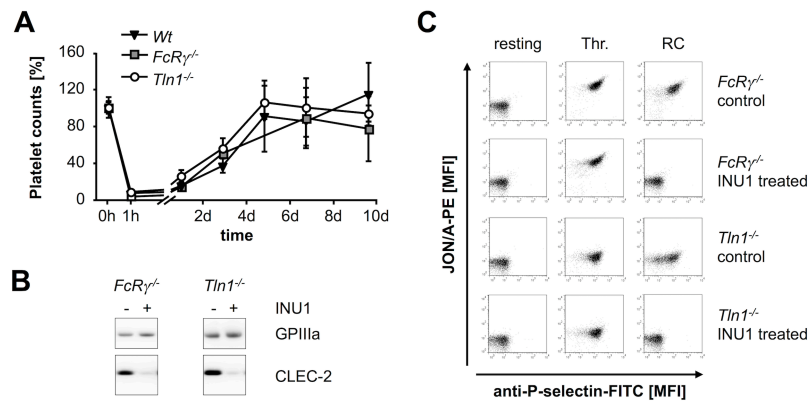 A
Wt
FcRγ-/-
Tln1-/-
Platelet counts [%]
160
120
80
40
0
0h 1h 2d 4d 6d 8d 10d
time
B
FcRγ-/- Tln1-/-
- + - + INU1
GPIIIa
CLEC-2
C
resting Thr. RC
FcRγ-/-
control
FcRγ-/-
INU1 treated
Tln1-/-
control
Tln1-/-
INU1 treated
JON/A-PE [MFI]
anti-P-selectin-FITC [MFI]